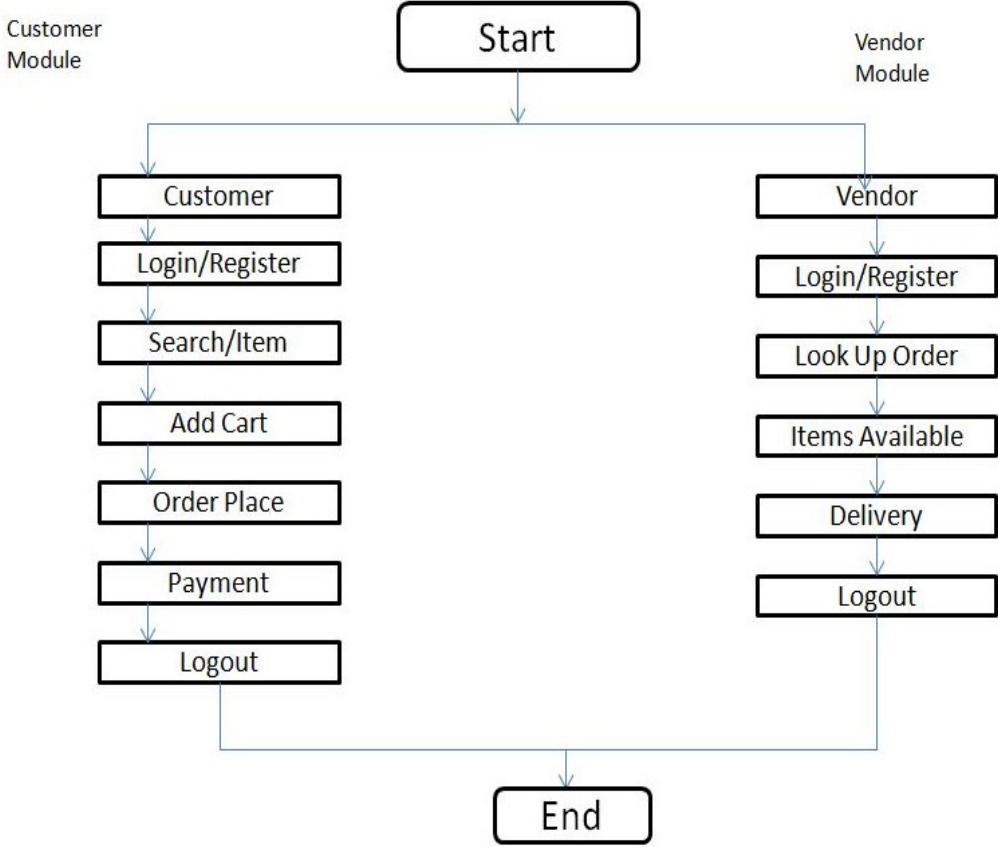 Customer
Module
Start
Vendor
Module
Customer
Login/Register
Search/Item
Add Cart
Order Place
Payment
Logout
Vendor
Login/Register
Look Up Order
Items Available
Delivery
Logout
End